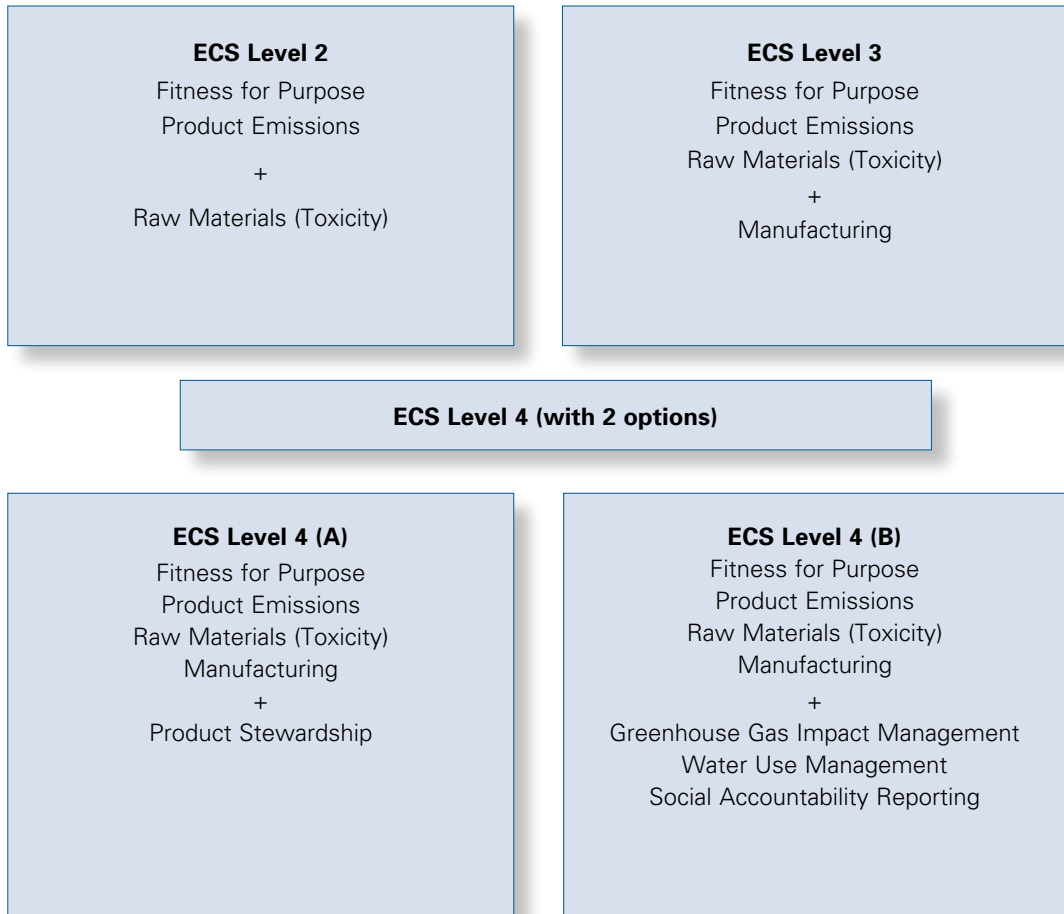 ECS Level 2
Fitness for Purpose
Product Emissions
+
Raw Materials (Toxicity)
ECS Level 3
Fitness for Purpose
Product Emissions
Raw Materials (Toxicity)
+
Manufacturing
ECS Level 4 (with 2 options)
ECS Level 4 (A)
Fitness for Purpose
Product Emissions
Raw Materials (Toxicity)
Manufacturing
+
Product Stewardship
ECS Level 4 (B)
Fitness for Purpose
Product Emissions
Raw Materials (Toxicity)
Manufacturing
+
Greenhouse Gas Impact Management
Water Use Management
Social Accountability Reporting